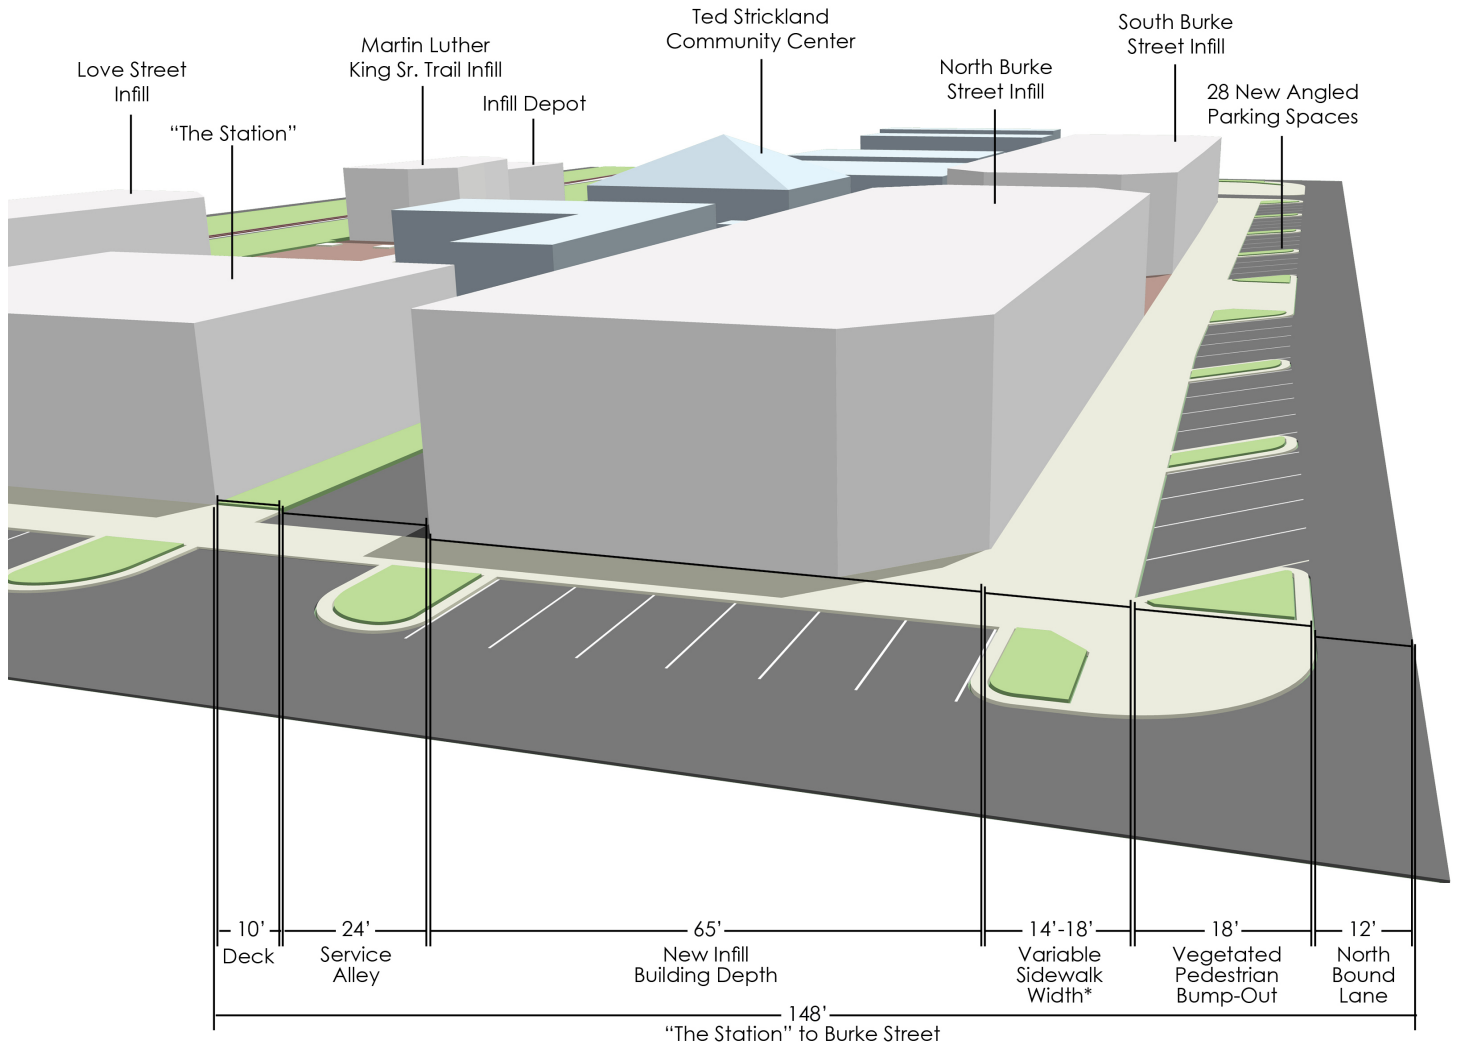 Ted Strickland
Community Center
South Burke
Street Infill
Martin Luther
King Sr. Trail Infill
Love Street
Infill
North Burke
Street Infill
28 New Angled
Parking Spaces
Infill Depot
“The Station”
10’
Deck
24’
Service
Alley
65’
New Infill
Building Depth
14’-18’
Variable
Sidewalk
Width*
18’
Vegetated
Pedestrian
Bump-Out
12’
North
Bound
Lane
148’
“The Station” to Burke Street